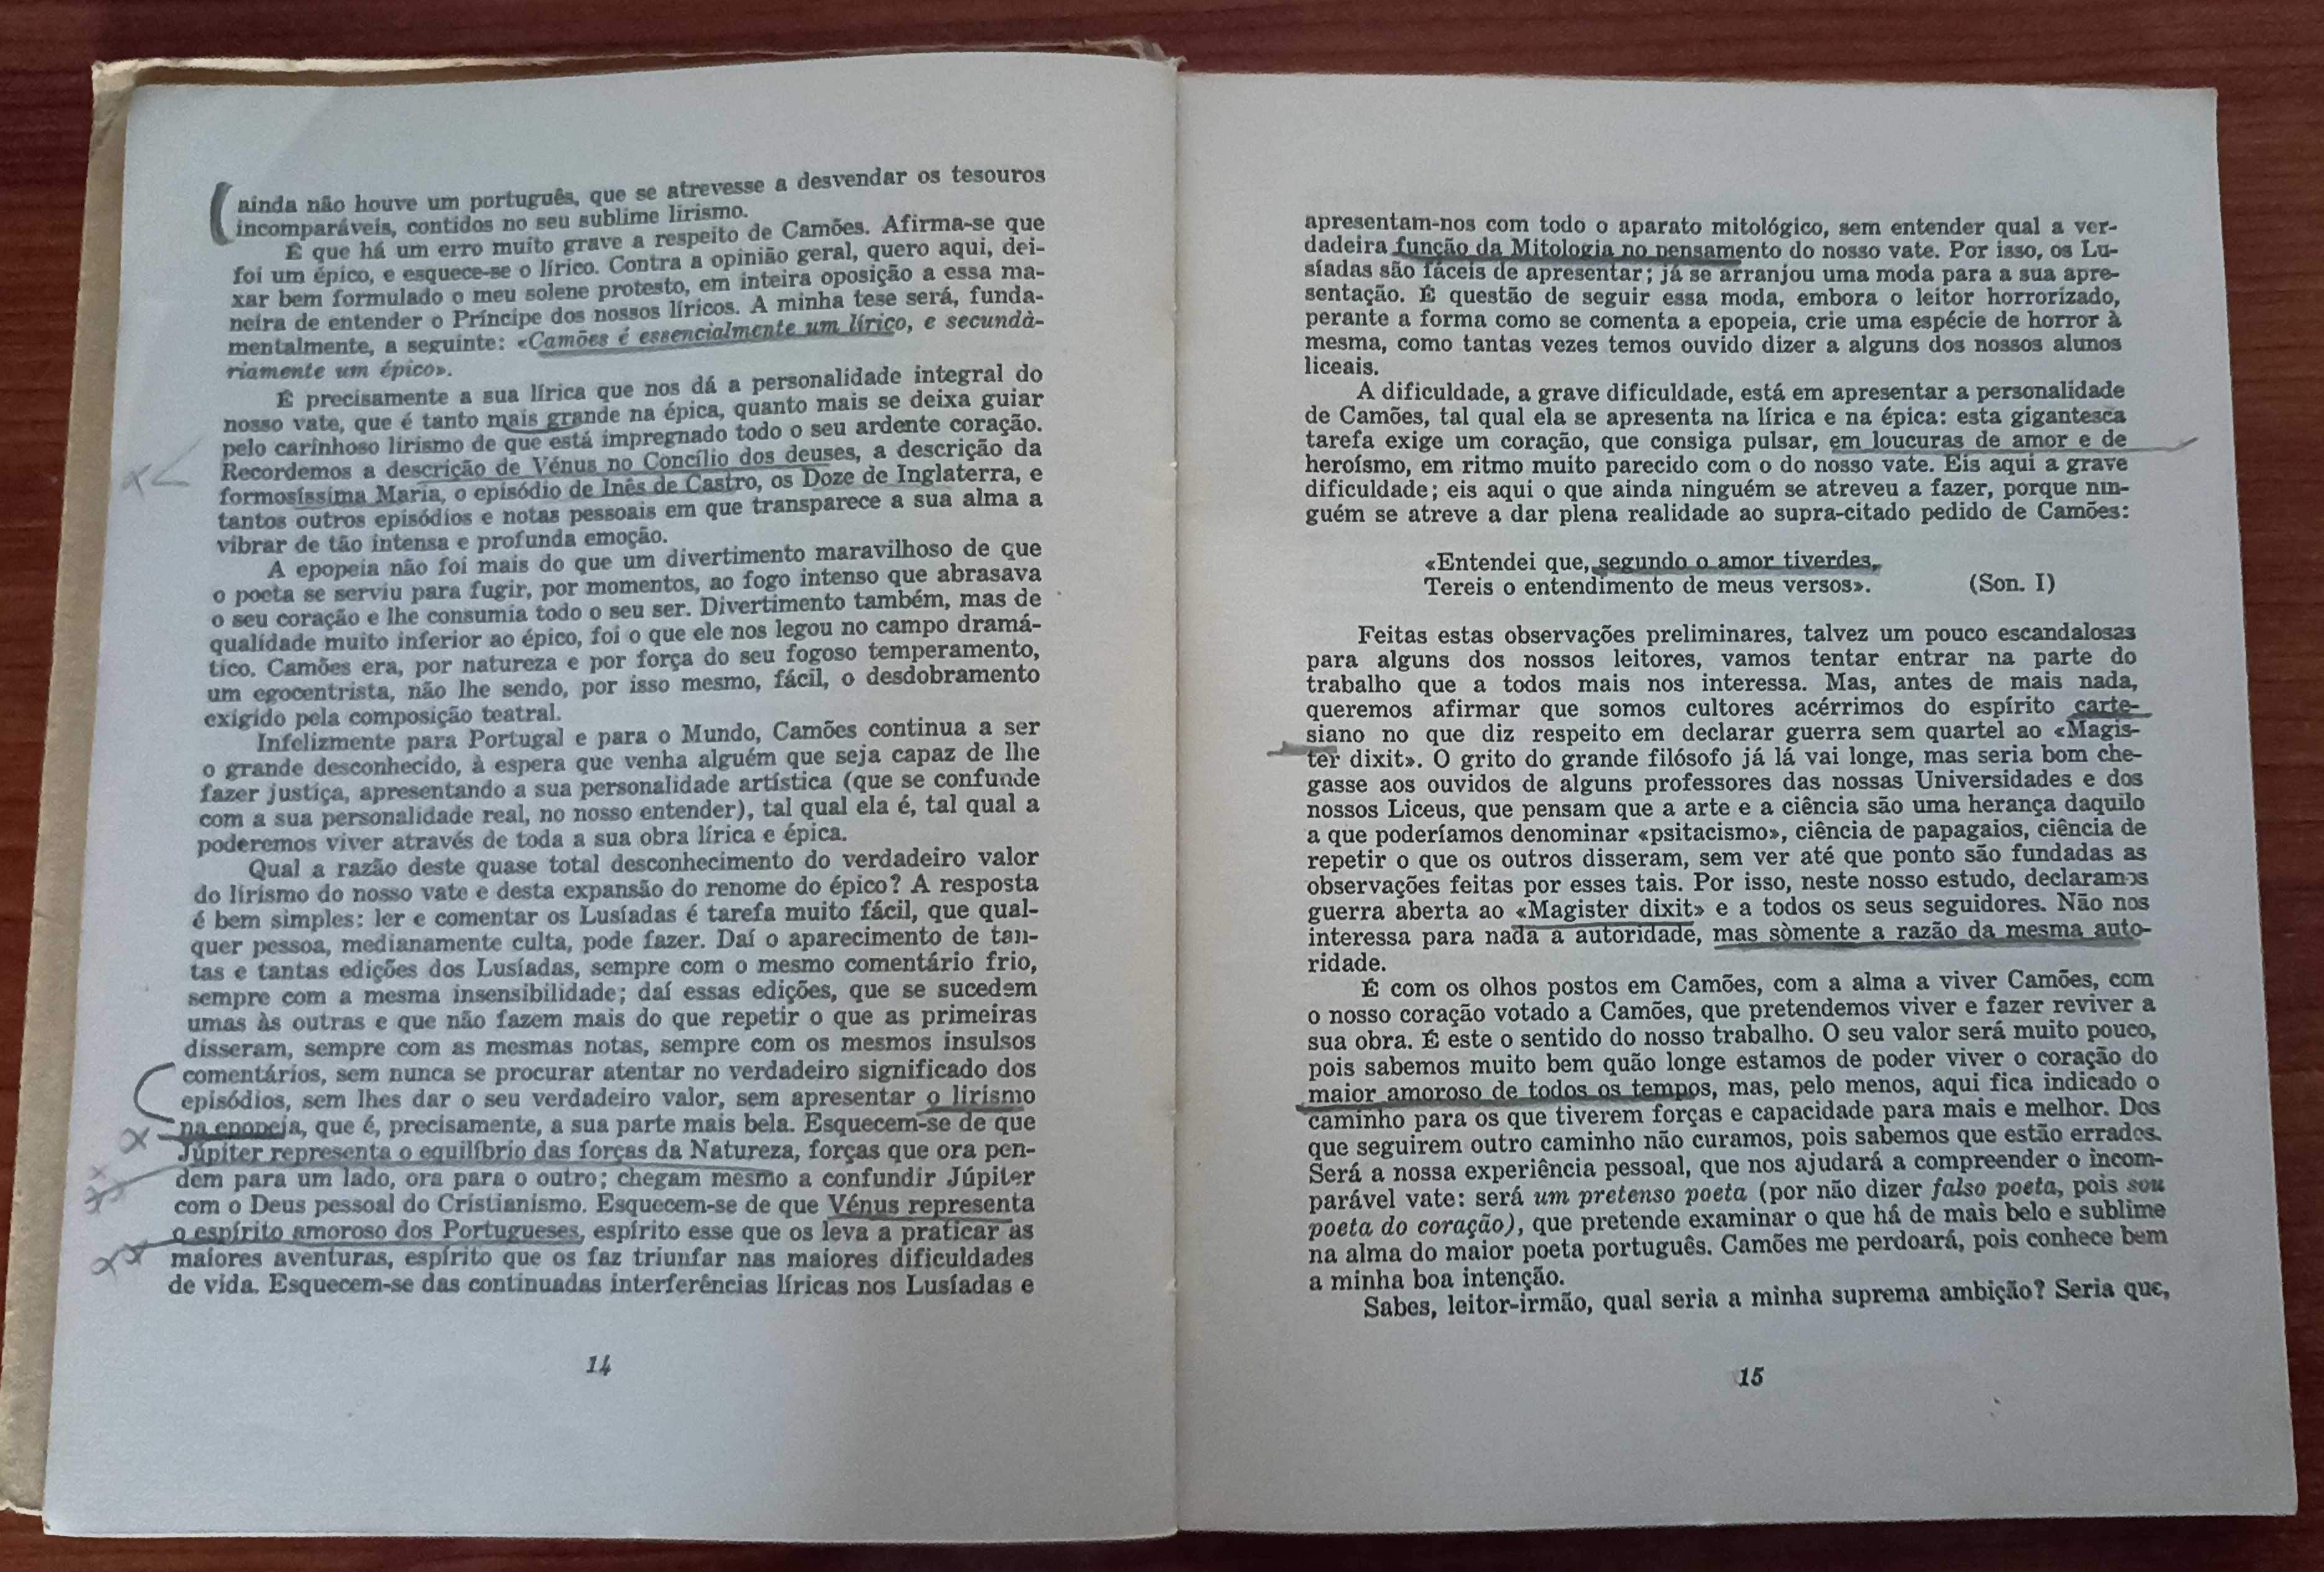 ainda não houve um português, que se atrevesse a desvendar os tesouros
incomparáveis, contidos no seu sublime lirismo.
É que há um erro muito grave a respeito de Camões. Afirma-se que
foi um épico, e esquece-se o lírico. Contra a opinião geral, quero aqui, dei-
xar bem formulado o meu solene protesto, em inteira oposição a essa ma-
neira de entender o Príncipe dos nossos líricos. A minha tese será, funda-
mentalmente, a seguinte: «Camões é essencialmente um lírico, e secundà-
riamente um épico».
É precisamente a sua lírica que nos dá a personalidade integral do
nosso vate, que é tanto mais grande na épica, quanto mais se deixa guiar
pelo carinhoso lirismo de que está impregnado todo o seu ardente coração.
Recordemos a descrição de Vénus no Concílio dos deuses, a descrição da
formosíssima Maria, o episódio de Inês de Castro, os Doze de Inglaterra, e
tantos outros episódios e notas pessoais em que transparece a sua alma a
vibrar de tão intensa e profunda emoção.
A epopeia não foi mais do que um divertimento maravilhoso de que
o poeta se serviu para fugir, por momentos, ao fogo intenso que abrasava
o seu coração e lhe consumia todo o seu ser. Divertimento também, mas de
qualidade muito inferior ao épico, foi o que ele nos legou no campo dramá-
tico. Camões era, por natureza e por força do seu fogoso temperamento,
um egocentrista, não lhe sendo, por isso mesmo, fácil, o desdobramento
exigido pela composição teatral.
Infelizmente para Portugal e para o Mundo, Camões continua a ser
o grande desconhecido, à espera que venha alguém que seja capaz de lhe
fazer justiça, apresentando a sua personalidade artística (que se confunde
com a sua personalidade real, no nosso entender), tal qual ela é, tal qual a
poderemos viver através de toda a sua obra lírica e épica.
Qual a razão deste quase total desconhecimento do verdadeiro valor
do lirismo do nosso vate e desta expansão do renome do épico? A resposta
é bem simples: ler e comentar os Lusíadas é tarefa muito fácil, que qual-
quer pessoa, medianamente culta, pode fazer. Daí o aparecimento de tan-
tas e tantas edições dos Lusíadas, sempre com o mesmo comentário frio,
sempre com a mesma insensibilidade; daí essas edições, que se sucedem
umas às outras e que não fazem mais do que repetir o que as primeiras
disseram, sempre com as mesmas notas, sempre com os mesmos insulsos
comentários, sem nunca se procurar atentar no verdadeiro significado dos
episódios, sem lhes dar o seu verdadeiro valor, sem apresentar o lirismo
na epopeia, que é, precisamente, a sua parte mais bela. Esquecem-se de que
Júpiter representa o equilíbrio das forças da Natureza, forças que ora pen-
dem para um lado, ora para o outro; chegam mesmo a confundir Júpiter
com o Deus pessoal do Cristianismo. Esquecem-se de que Vénus representa
o espírito amoroso dos Portugueses, espírito esse que os leva a praticar as
maiores aventuras, espírito que os faz triunfar nas maiores dificuldades
de vida. Esquecem-se das continuadas interferências líricas nos Lusíadas e
14
apresentam-nos com todo o aparato mitológico, sem entender qual a ver-
dadeira função da Mitologia no pensamento do nosso vate. Por isso, os Lu-
síadas são fáceis de apresentar; já se arranjou uma moda para a sua apre-
sentação. É questão de seguir essa moda, embora o leitor horrorizado,
perante a forma como se comenta a epopeia, crie uma espécie de horror à
mesma, como tantas vezes temos ouvido dizer a alguns dos nossos alunos
liceais.
A dificuldade, a grave dificuldade, está em apresentar a personalidade
de Camões, tal qual ela se apresenta na lírica e na épica: esta gigantesca
tarefa exige um coração, que consiga pulsar, em loucuras de amor e de
heroísmo, em ritmo muito parecido com o do nosso vate. Eis aqui a grave
dificuldade; eis aqui o que ainda ninguém se atreveu a fazer, porque nin-
guém se atreve a dar plena realidade ao supra-citado pedido de Camões:
«Entendei que, segundo o amor tiverdes,
Tereis o entendimento de meus versos». (Son. I)
Feitas estas observações preliminares, talvez um pouco escandalosas
para alguns dos nossos leitores, vamos tentar entrar na parte do
trabalho que a todos mais nos interessa. Mas, antes de mais nada,
queremos afirmar que somos cultores acérrimos do espírito carte-
siano no que diz respeito em declarar guerra sem quartel ao «Magis-
ter dixit». O grito do grande filósofo já lá vai longe, mas seria bom che-
gasse aos ouvidos de alguns professores das nossas Universidades e dos
nossos Liceus, que pensam que a arte e a ciência são uma herança daquilo
a que poderíamos denominar «psitacismo», ciência de papagaios, ciência de
repetir o que os outros disseram, sem ver até que ponto são fundadas as
observações feitas por esses tais. Por isso, neste nosso estudo, declaramos
guerra aberta ao «Magister dixit» e a todos os seus seguidores. Não nos
interessa para nada a autoridade, mas sòmente a razão da mesma auto-
ridade.
É com os olhos postos em Camões, com a alma a viver Camões, com
o nosso coração votado a Camões, que pretendemos viver e fazer reviver a
sua obra. É este o sentido do nosso trabalho. O seu valor será muito pouco,
pois sabemos muito bem quão longe estamos de poder viver o coração do
maior amoroso de todos os tempos, mas, pelo menos, aqui fica indicado o
caminho para os que tiverem forças e capacidade para mais e melhor. Dos
que seguirem outro caminho não curamos, pois sabemos que estão errados.
Será a nossa experiência pessoal, que nos ajudará a compreender o incom-
parável vate: será um pretenso poeta (por não dizer falso poeta, pois sou
poeta do coração), que pretende examinar o que há de mais belo e sublime
na alma do maior poeta português. Camões me perdoará, pois conhece bem
a minha boa intenção.
Sabes, leitor-irmão, qual seria a minha suprema ambição? Seria que,
15